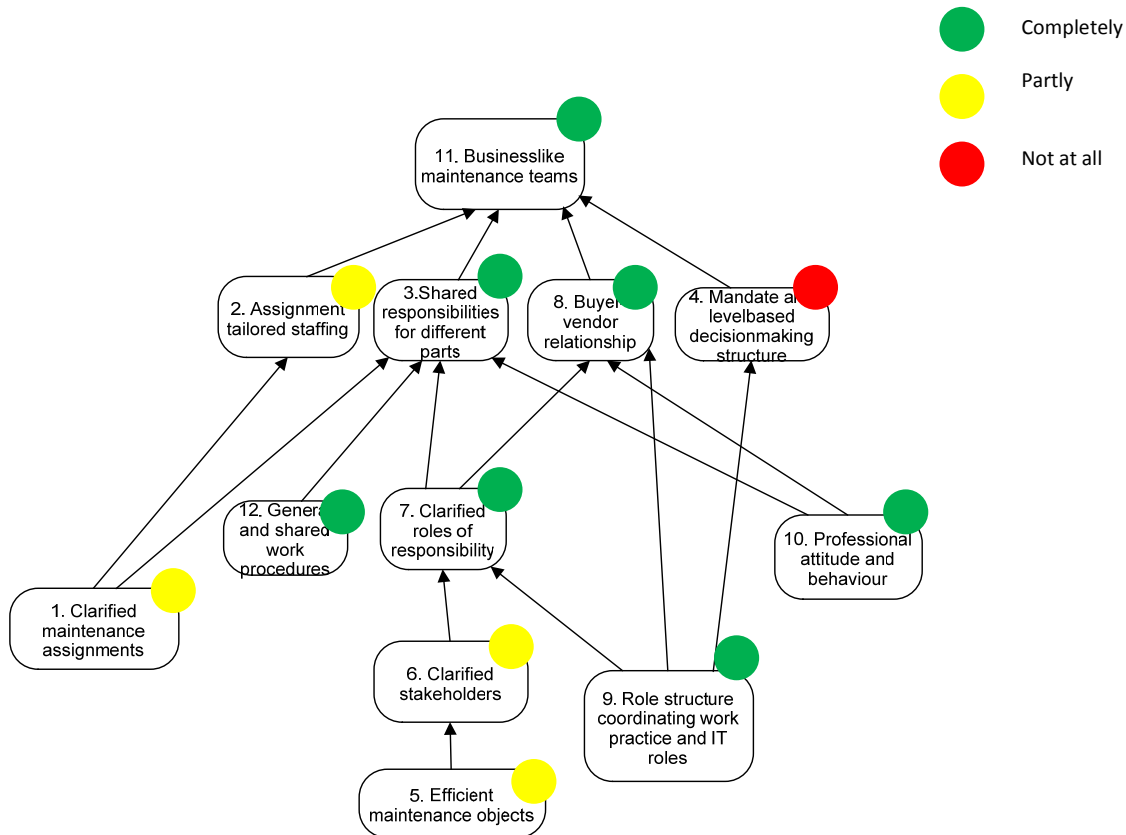 Completely
Partly
Not at all
11. Businesslike
maintenance teams
2. Assignment
tailored staffing
3.Shared
responsibilities
for different
parts
8. Buyer
vendor
relationship
4. Mandate
levelbased
decisionmaking
structure
12. Genera
and shared
work
procedures
7. Clarified
roles of
responsibility
10. Professional
attitude and
behaviour
1. Clarified
maintenance
assignments
6. Clarified
stakeholders
9. Role structure
coordinating work
practice and IT
roles
5. Efficient
maintenance objects